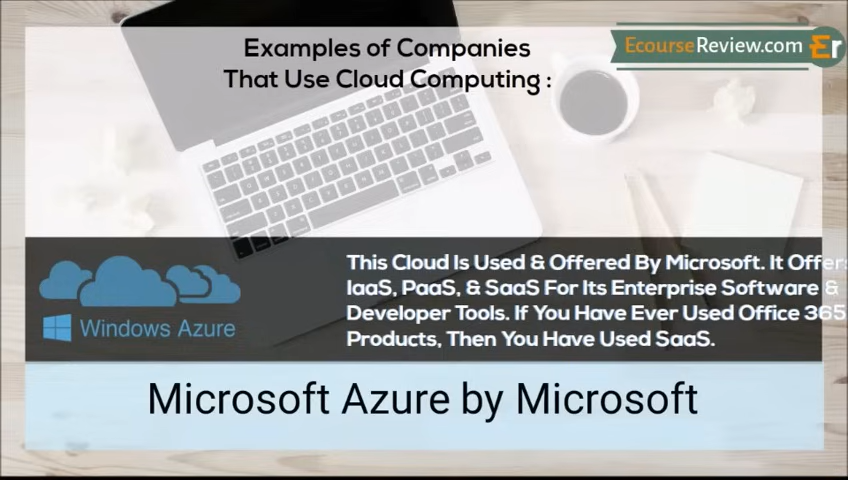 Examples of Companies
That Use Cloud Computing :
EcourseReview.com Er
This Cloud Is Used & Offered By Microsoft. It Offers
IaaS, PaaS, & SaaS For Its Enterprise Software &
Developer Tools. If You Have Ever Used Office 365
Products, Then You Have Used SaaS.
Windows Azure
Microsoft Azure by Microsoft